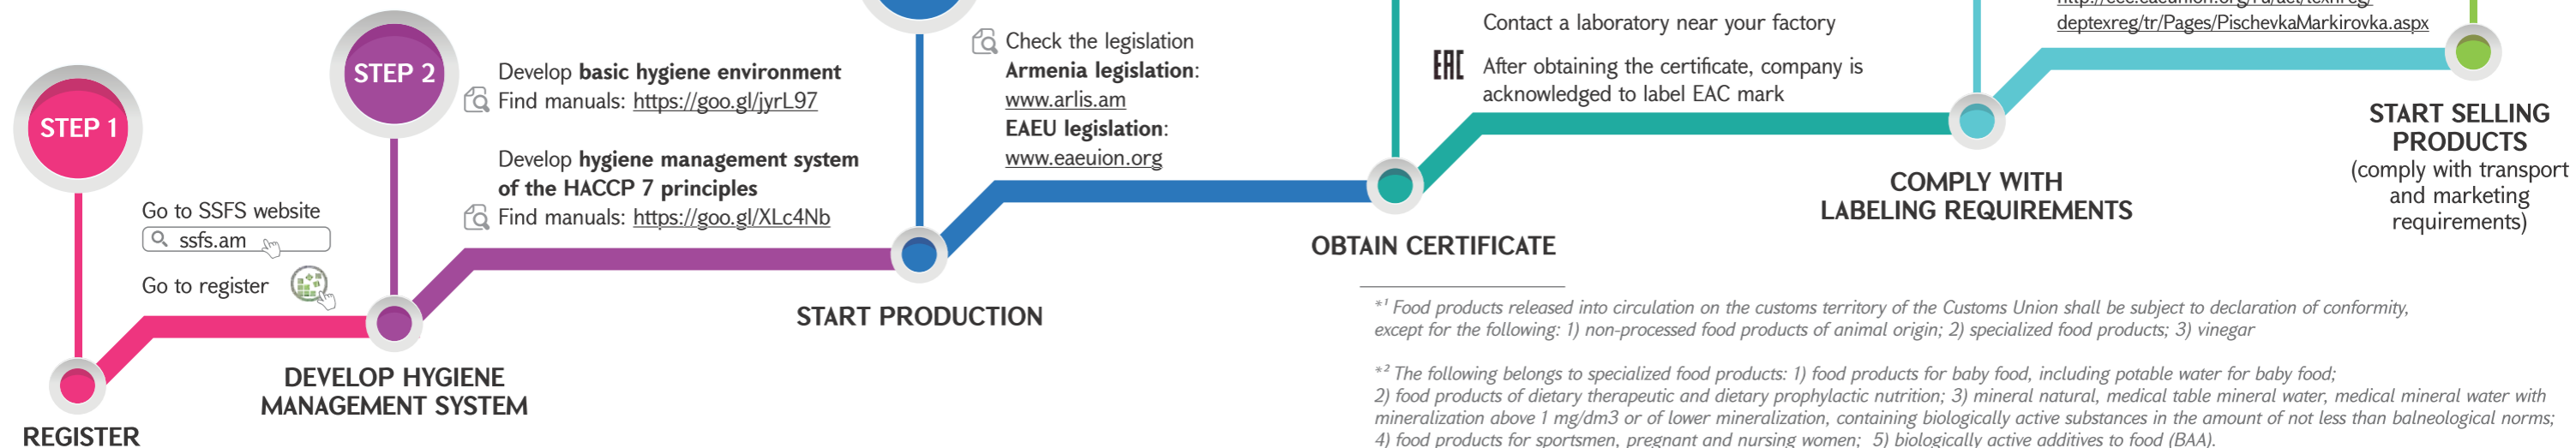 STEP 1
Go to SSFS website
ssfs.am
Go to register
REGISTER
STEP 2
Develop basic hygiene environment
Find manuals: https://goo.gl/jyrL97
Develop hygiene management system
of the HACCP 7 principles
Find manuals: https://goo.gl/XLc4Nb
DEVELOP HYGIENE
MANAGEMENT SYSTEM
Check the legislation
Armenia legislation:
www.arlis.am
EAEU legislation:
www.eaeuion.org
START PRODUCTION
Contact a laboratory near your factory
EAC
After obtaining the certificate, company is
acknowledged to label EAC mark
OBTAIN CERTIFICATE
deptexreg/tr/Pages/PischevkaMarkirovka.aspx
COMPLY WITH
LABELING REQUIREMENTS
START SELLING
PRODUCTS
(comply with transport
and marketing
requirements)
*¹ Food products released into circulation on the customs territory of the Customs Union shall be subject to declaration of conformity,
except for the following: 1) non-processed food products of animal origin; 2) specialized food products; 3) vinegar
*² The following belongs to specialized food products: 1) food products for baby food, including potable water for baby food;
2) food products of dietary therapeutic and dietary prophylactic nutrition; 3) mineral natural, medical table mineral water, medical mineral water with
mineralization above 1 mg/dm3 or of lower mineralization, containing biologically active substances in the amount of not less than balneological norms;
4) food products for sportsmen, pregnant and nursing women; 5) biologically active additives to food (BAA).